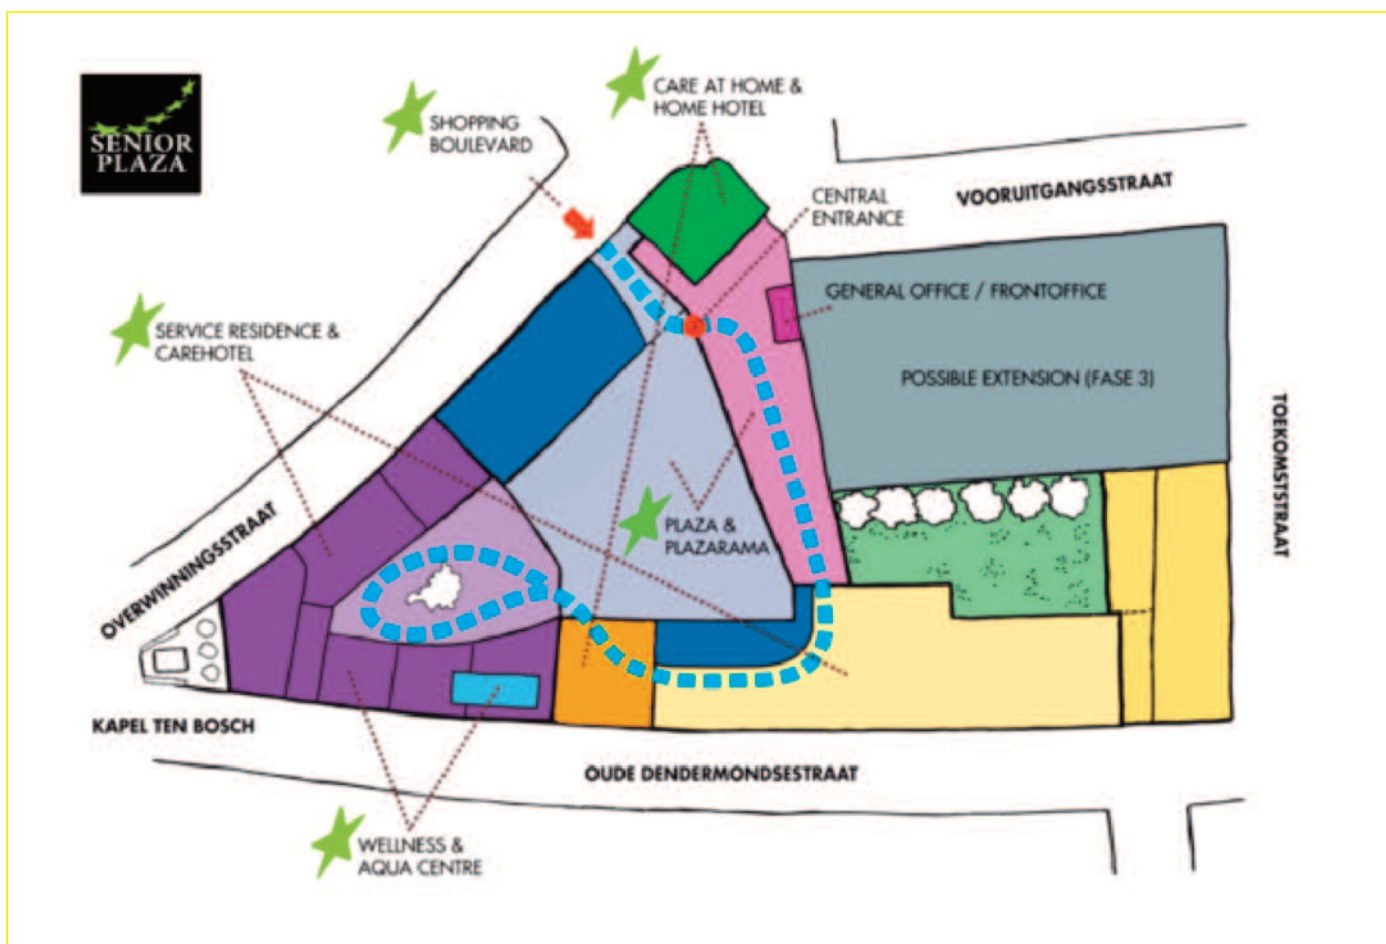 SENIOR
PLAZA
SHOPPING
BOULEVARD
CARE AT HOME &
HOME HOTEL
CENTRAL
ENTRANCE
VOORUITGANGSSTRAAT
GENERAL OFFICE / FRONTOFFICE
SERVICE RESIDENCE &
CAREHOTEL
POSSIBLE EXTENSION (FASE 3)
TOEKOMSTSTRAAT
PLAZA &
PLAZARAMA
OVERWINNINGSSTRAAT
KAPEL TEN BOSCH
OUDE DENDERMONDSESTRAAT
WELLNESS &
AQUA CENTRE